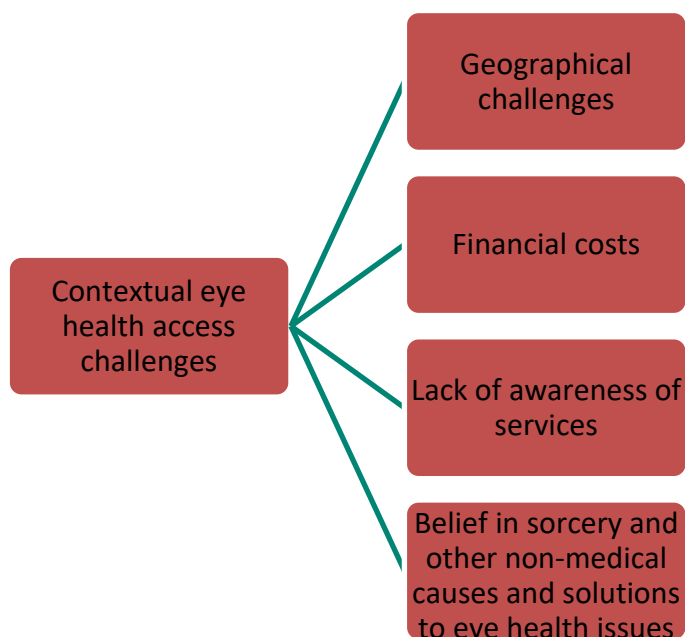 Geographical
challenges
Financial costs
Contextual eye
health access
challenges
Lack of awareness of
services
Belief in sorcery and
other non-medical
causes and solutions
to eye health issues